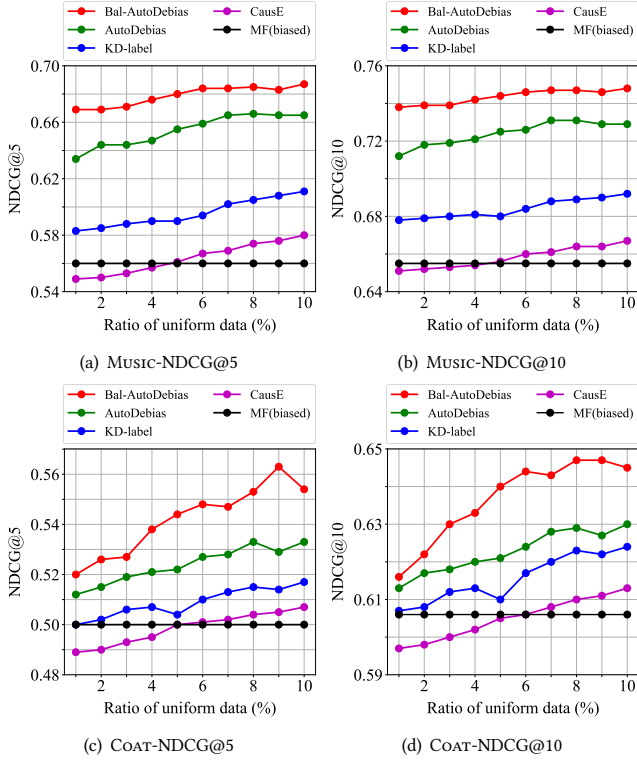 Bal-AutoDebias CausE Bal-AutoDebias CausE
AutoDebias MF(biased) AutoDebias MF(biased)
KD-label KD-label
0.70 0.76
0.66 0.72
0.62 0.68
0.58
0.54 0.64
NDCG@5 NDCG@10
2 4 6 8 10 2 4 6 8 10
Ratio of uniform data (%) Ratio of uniform data (%)
(a) Music-NDCG@5 (b) Music-NDCG@10
Bal-AutoDebias CausE Bal-AutoDebias CausE
AutoDebias MF(biased) AutoDebias MF(biased)
KD-label KD-label
0.65
0.56
0.54 0.63
0.52
0.61
0.50
0.48 0.59
NDCG@5 NDCG@10
2 4 6 8 10 2 4 6 8 10
Ratio of uniform data (%) Ratio of uniform data (%)
(c) Coat-NDCG@5 (d) Coat-NDCG@10